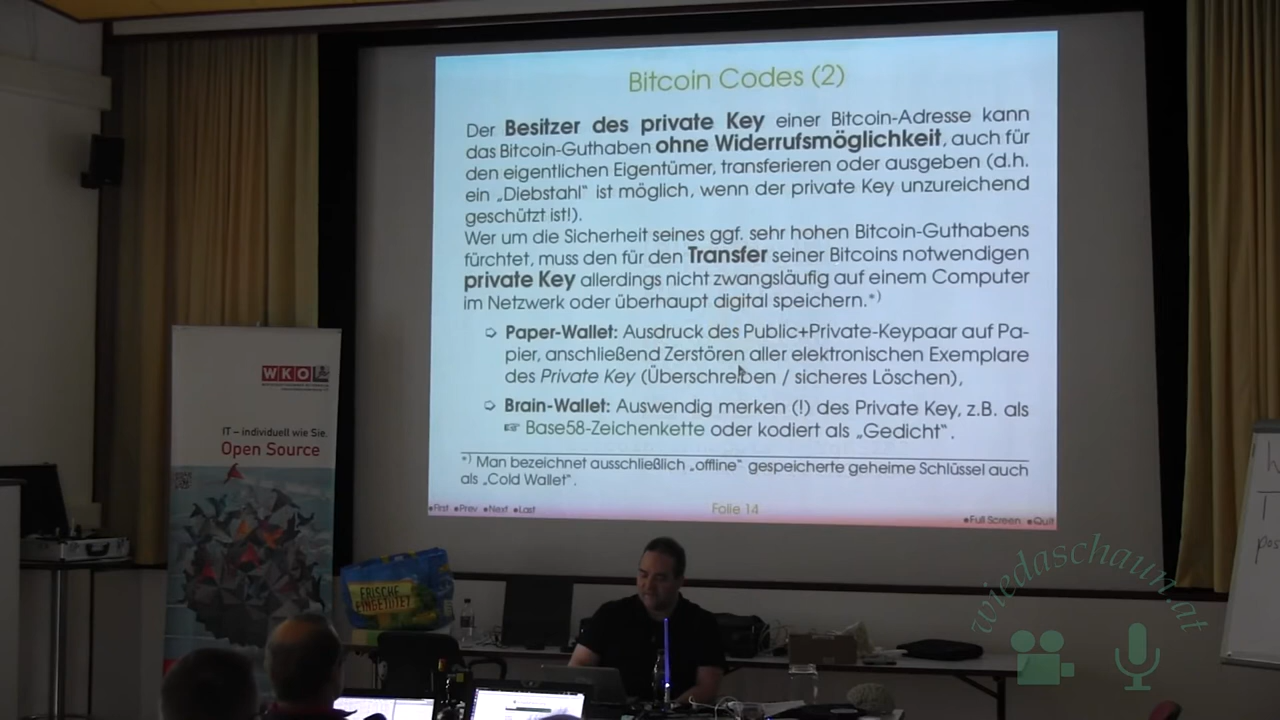 Bitcoin Codes (2)
Der Besitzer des private Key einer Bitcoin-Adresse kann
das Bitcoin-Guthaben ohne Widerrufsmöglichkeit, auch für
den eigentlichen Eigentümer, transferieren oder ausgeben (d.h.
ein „Diebstahl“ ist möglich, wenn der private Key unzureichend
geschützt ist!).
Wer um die Sicherheit seines ggf. sehr hohen Bitcoin-Guthabens
fürchtet, muss den für den Transfer seiner Bitcoins notwendigen
private Key allerdings nicht zwangsläufig auf einem Computer
im Netzwerk oder überhaupt digital speichern.*)
➪ Paper-Wallet: Ausdruck des Public+Private-Keypaar auf Pa-
pier, anschließend Zerstören aller elektronischen Exemplare
des Private Key (Überschreiben / sicheres Löschen),
➪ Brain-Wallet: Auswendig merken (!) des Private Key, z.B. als
☞ Base58-Zeichenkette oder kodiert als „Gedicht“.
*) Man bezeichnet ausschließlich „offline“ gespeicherte geheime Schlüssel auch
als „Cold Wallet“.
•First •Prev •Next •Last
Folie 14
•Full Screen •Quit
WKO
IT – individuell wie Sie.
Open Source
FRISCHE
EINGETÜTET
wiedaschaun.at